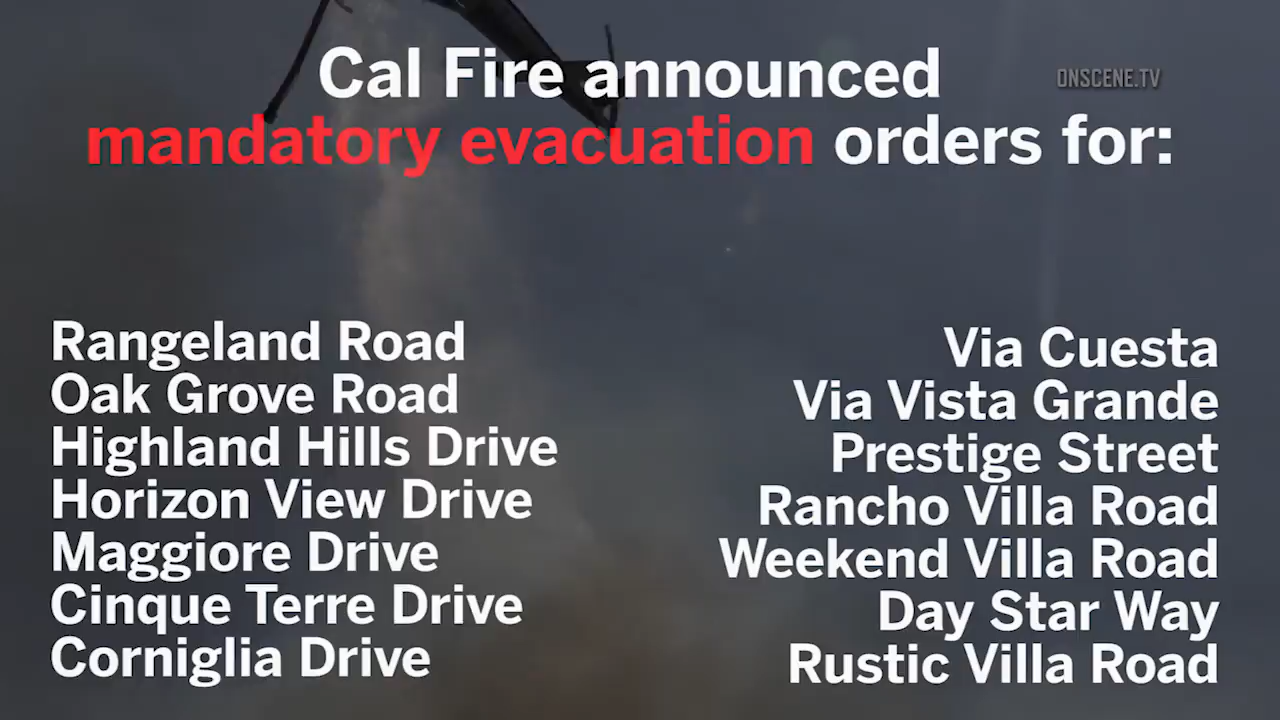 Cal Fire announced
mandatory evacuation orders for:
ONSCENE.TV
Rangeland Road
Oak Grove Road
Highland Hills Drive
Horizon View Drive
Maggiore Drive
Cinque Terre Drive
Corniglia Drive
Via Cuesta
Via Vista Grande
Prestige Street
Rancho Villa Road
Weekend Villa Road
Day Star Way
Rustic Villa Road